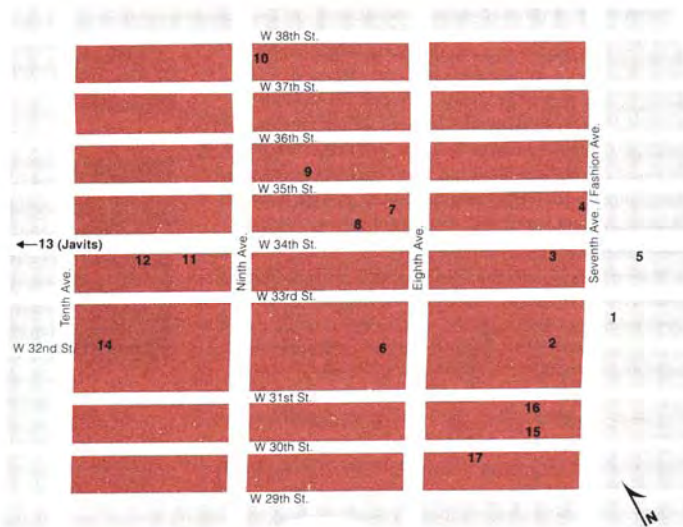 W 38th St.
10
W 37th St.
W 36th St.
9
W 35th St.
7
4
8
Seventh Ave. / Fashion Ave.
←13 (Javits)
Ninth Ave.
W 34th St.
Eighth Ave.
12
11
3
5
Tenth Ave.
W 33rd St.
1
W 32nd St.
14
6
2
W 31st St.
16
15
W 30th St.
17
W 29th St.
N